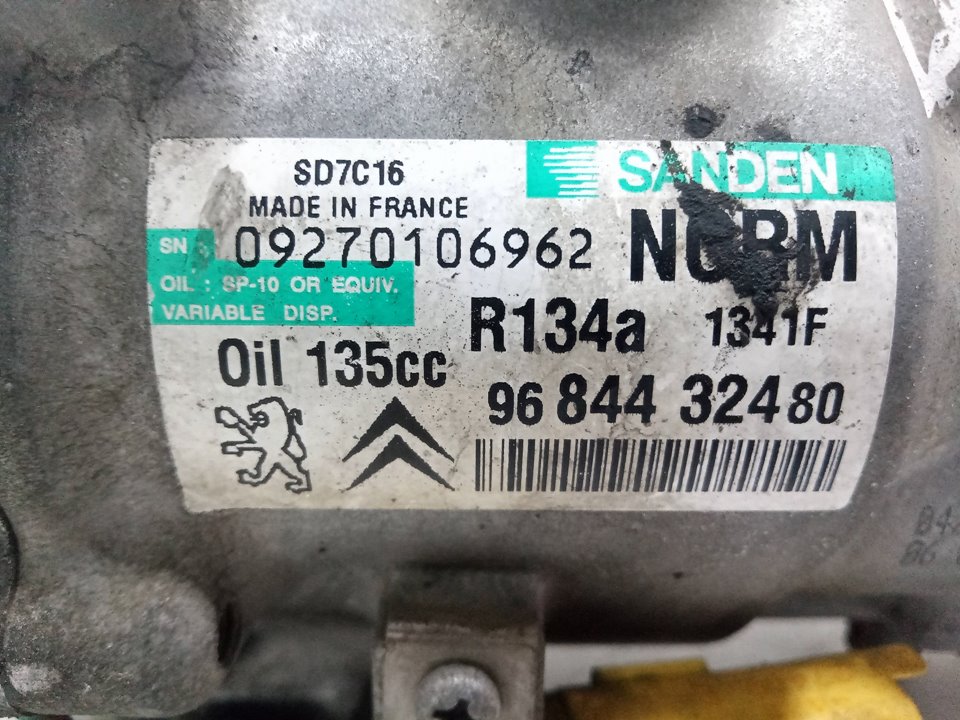 SD7C16
SANDEN
MADE IN FRANCE
SN 09270106962
NORM
OIL : SP-10 OR EQUIV.
VARIABLE DISP.
R134a 1341F
Oil 135cc
96 844 324 80